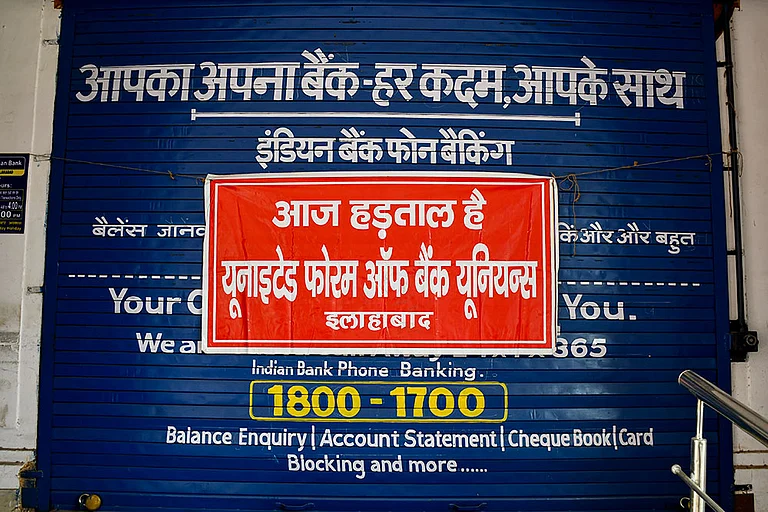 आपका अपना बैंक-हर कदम, आपके साथ
इंडियन बैंक फोन बैकिंग
बैलेंस
आज हड़ताल है
यूनाइटेड फोरम ऑफ बैंक यूनियन्स
इलाहाबाद
और और बहुत
Your
You.
We
365
Indian Bank Phone Banking.
1800 - 1700
Balance Enquiry | Account Statement | Cheque Book | Card
Blocking and more......